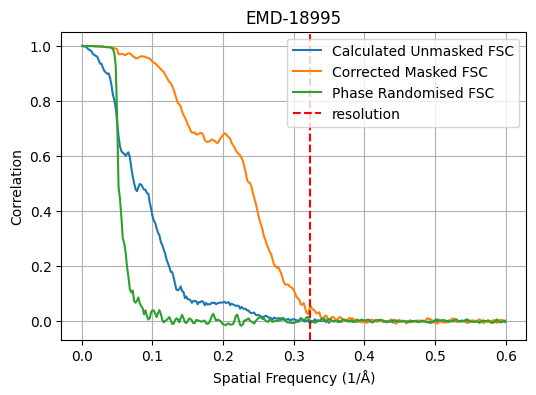 EMD-18995
Calculated Unmasked FSC
Corrected Masked FSC
Phase Randomised FSC
resolution
Correlation
1.0
0.8
0.6
0.4
0.2
0.0
0.0 0.1 0.2 0.3 0.4 0.5 0.6
Spatial Frequency (1/Å)